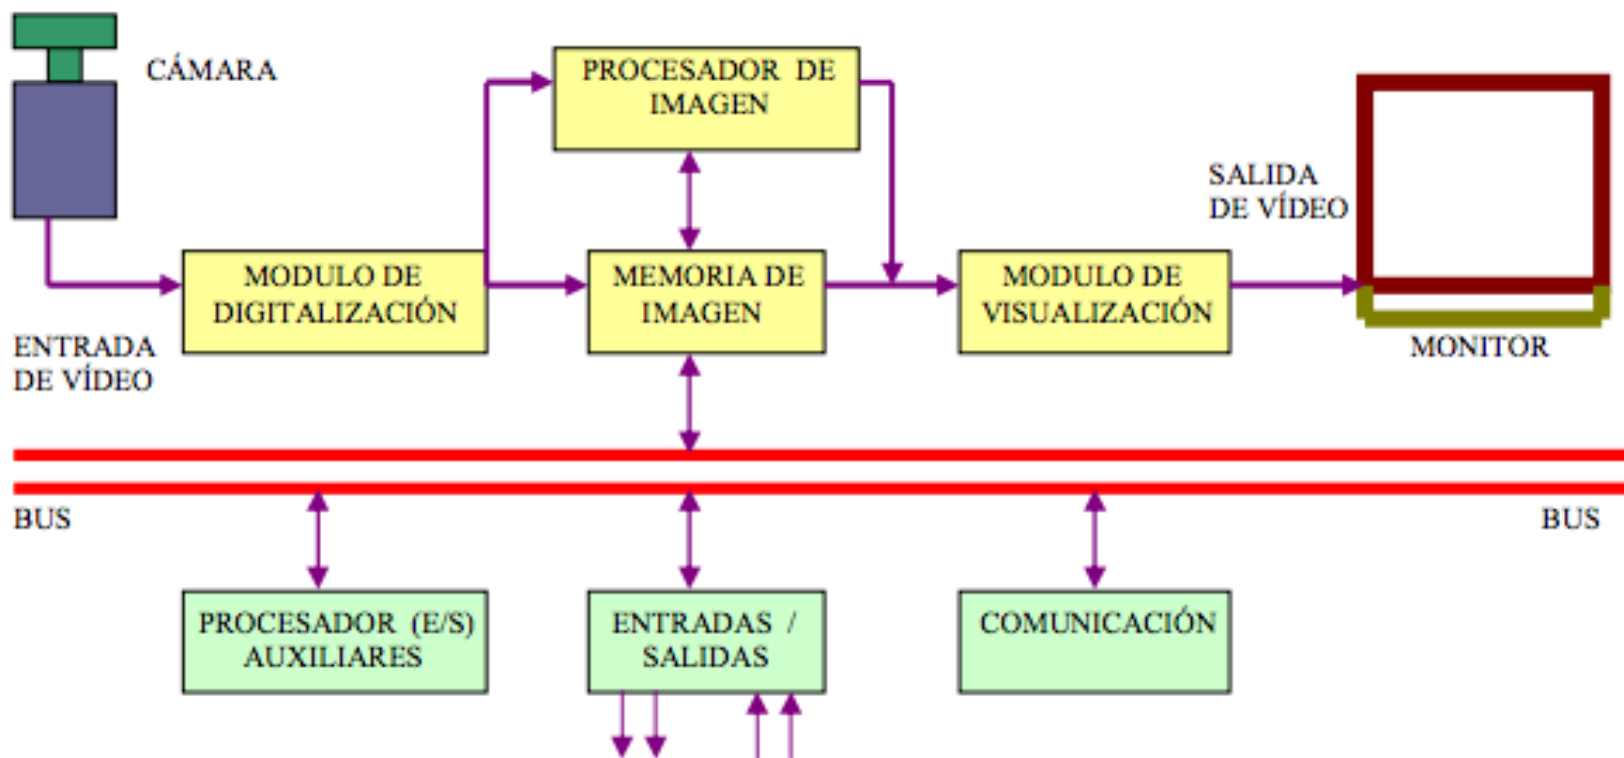 CÁMARA
PROCESADOR DE
IMAGEN
SALIDA
DE VÍDEO
MODULO DE
DIGITALIZACIÓN
MEMORIA DE
IMAGEN
MODULO DE
VISUALIZACIÓN
ENTRADA
DE VÍDEO
MONITOR
BUS
BUS
PROCESADOR (E/S)
AUXILIARES
ENTRADAS /
SALIDAS
COMUNICACIÓN